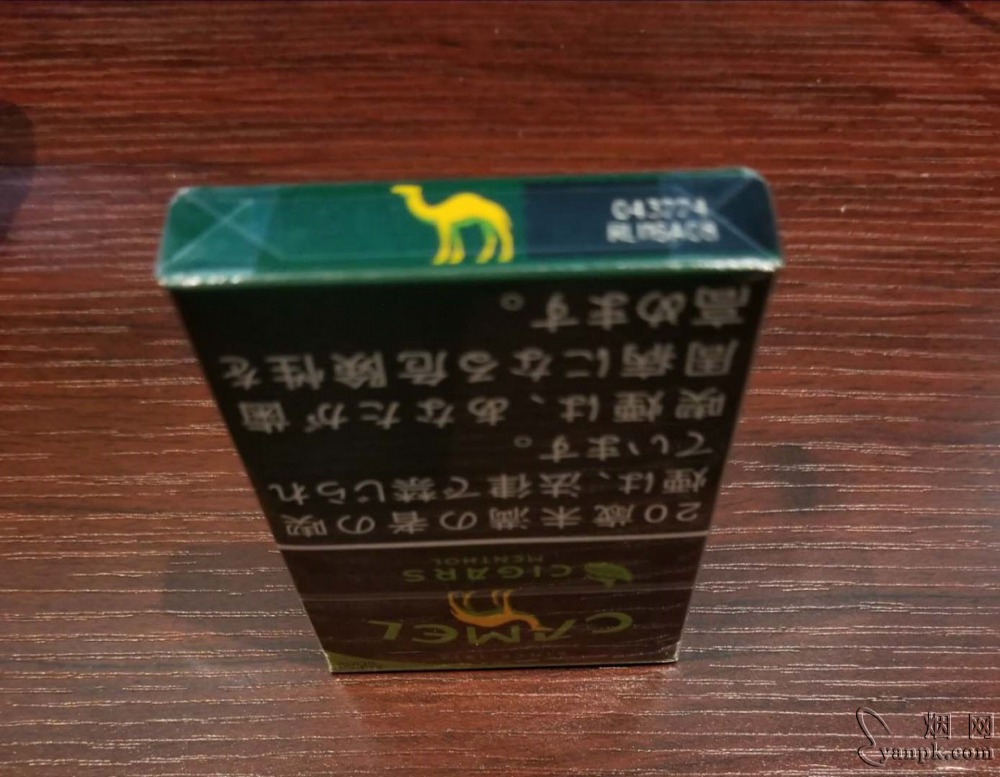 CAMEL
CIGARS
MENTHOL
20歳未満の者の喫
煙は、法律で禁じられ
ています。
喫煙は、あなたが歯
周病になる危険性を
高めます。
烟网
yanpk.com